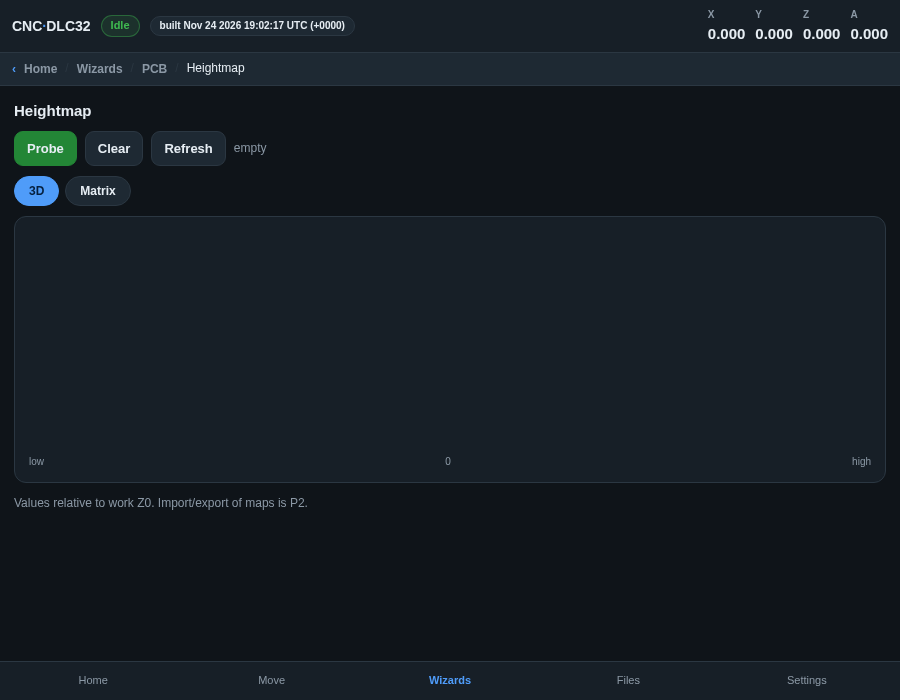 CNC·DLC32 Idle built Nov 24 2026 19:02:17 UTC (+0000) X Y Z A
0.000 0.000 0.000 0.000
‹ Home / Wizards / PCB / Heightmap
Heightmap
Probe Clear Refresh empty
3D Matrix
low 0 high
Values relative to work Z0. Import/export of maps is P2.
Home Move Wizards Files Settings